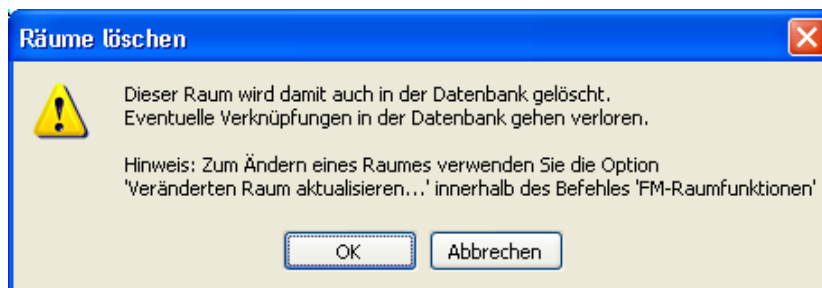 Räume löschen
Dieser Raum wird damit auch in der Datenbank gelöscht.
Eventuelle Verknüpfungen in der Datenbank gehen verloren.
Hinweis: Zum Ändern eines Raumes verwenden Sie die Option
'Veränderten Raum aktualisieren...' innerhalb des Befehles 'FM-Raumfunktionen'
OK Abbrechen